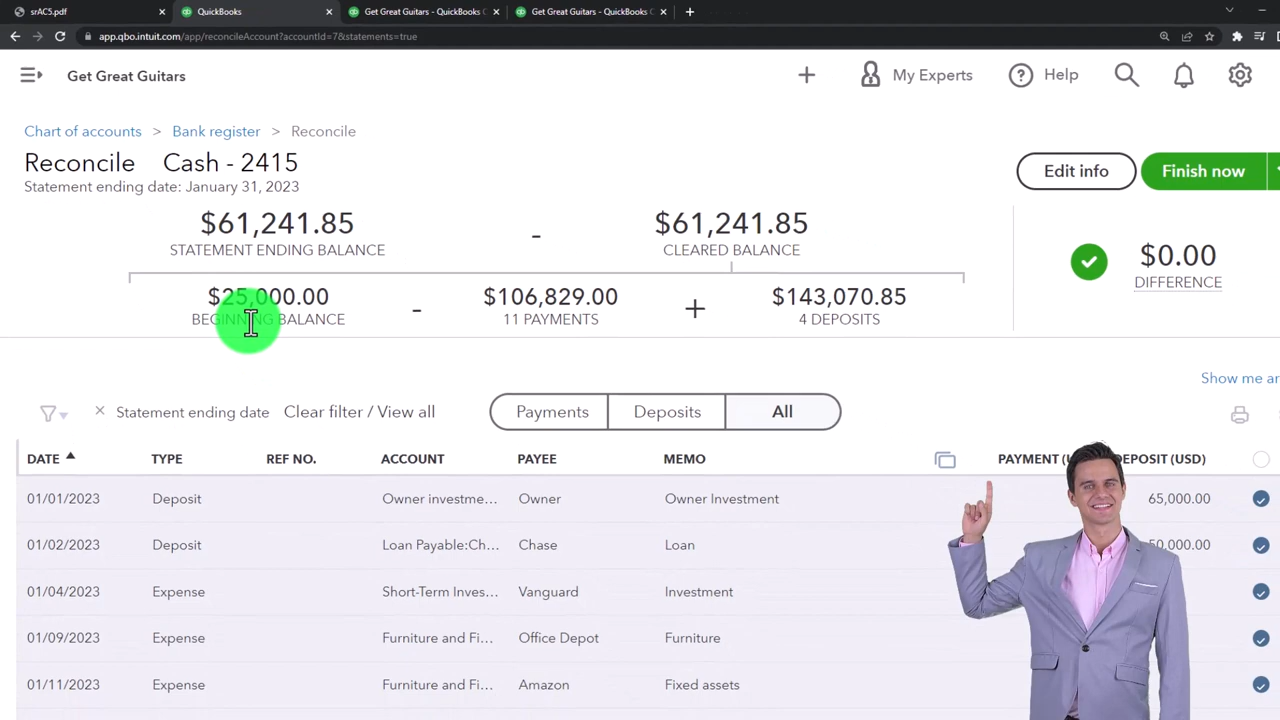 srAC5.pdf × QuickBooks × Get Great Guitars - QuickBooks C × Get Great Guitars - QuickBooks C × +
app.qbo.intuit.com/app/reconcileAccount?accountId=7&statements=true
Get Great Guitars + My Experts Help
Chart of accounts > Bank register > Reconcile
Reconcile Cash - 2415
Statement ending date: January 31, 2023
Edit info Finish now
$61,241.85 - $61,241.85
STATEMENT ENDING BALANCE CLEARED BALANCE
$0.00
DIFFERENCE
$25,000.00 - $106,829.00 + $143,070.85
BEGINNING BALANCE 11 PAYMENTS 4 DEPOSITS
Show me
× Statement ending date Clear filter / View all Payments Deposits All
DATE TYPE REF NO. ACCOUNT PAYEE MEMO PAYMENT DEPOSIT (USD)
01/01/2023 Deposit Owner investme... Owner Owner Investment 65,000.00
01/02/2023 Deposit Loan Payable:Ch... Chase Loan 50,000.00
01/04/2023 Expense Short-Term Inves... Vanguard Investment
01/09/2023 Expense Furniture and Fi... Office Depot Furniture
01/11/2023 Expense Furniture and Fi... Amazon Fixed assets